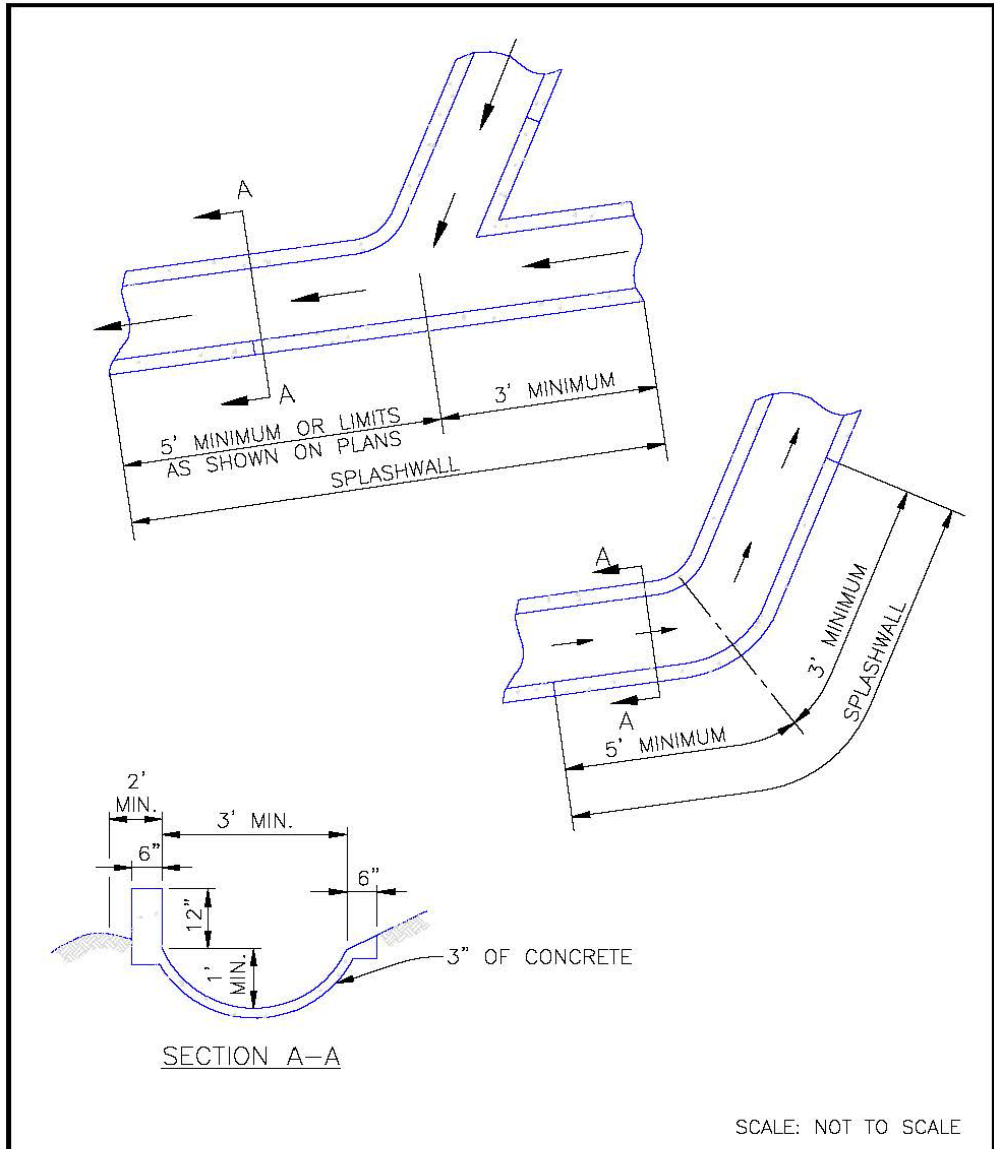 A
A
5' MINIMUM OR LIMITS
AS SHOWN ON PLANS
3' MINIMUM
SPLASHWALL
A
A
5' MINIMUM
3' MINIMUM
SPLASHWALL
2'
MIN.
6"
3' MIN.
6"
12"
1'
MIN.
3" OF CONCRETE
SECTION A-A
SCALE: NOT TO SCALE